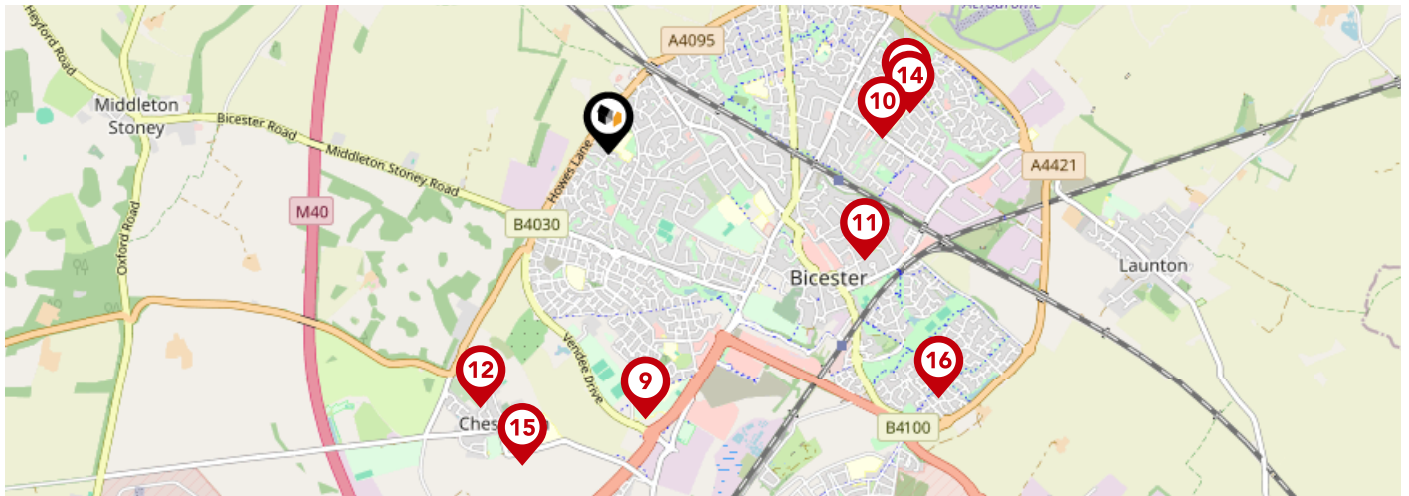 Heyford Road
Aerodrome
A4095
14
10
Middleton
Stoney
Bicester Road
Middleton Stoney Road
Howes Lane
A4421
M40
Oxford Road
B4030
11
Bicester
Launton
Vendee Drive
12
9
16
15
B4100